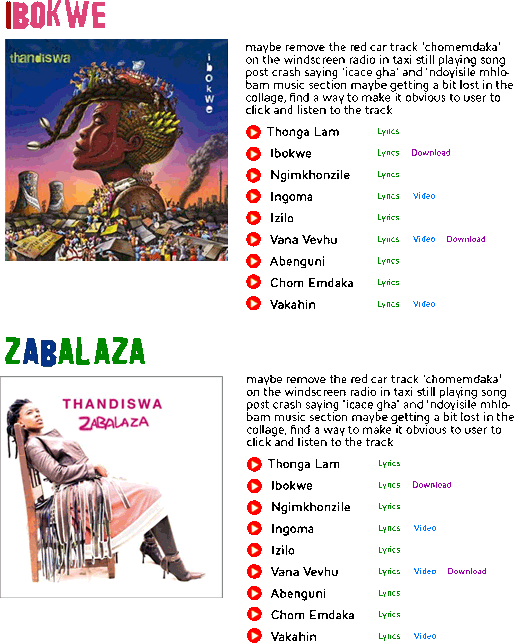 IBOKWE
thandiswa
ibokwe
maybe remove the red car track 'chomemdaka'
on the windscreen radio in taxi still playing song
post crash saying 'icace gha' and 'ndoyisile mhlo-
bam music section maybe getting a bit lost in the
collage, find a way to make it obvious to user to
click and listen to the track
Thonga Lam Lyrics
Ibokwe Lyrics Download
Ngimkhonzile Lyrics
Ingoma Lyrics Video
Izilo Lyrics
Vana Vevhu Lyrics Video Download
Abenguni Lyrics
Chom Emdaka Lyrics
Vakahin Lyrics Video
ZABALAZA
THANDISWA
ZABALAZA
maybe remove the red car track 'chomemdaka'
on the windscreen radio in taxi still playing song
post crash saying 'icace gha' and 'ndoyisile mhlo-
bam music section maybe getting a bit lost in the
collage, find a way to make it obvious to user to
click and listen to the track
Thonga Lam Lyrics
Ibokwe Lyrics Download
Ngimkhonzile Lyrics
Ingoma Lyrics Video
Izilo Lyrics
Vana Vevhu Lyrics Video Download
Abenguni Lyrics
Chom Emdaka Lyrics
Vakahin Lyrics Video